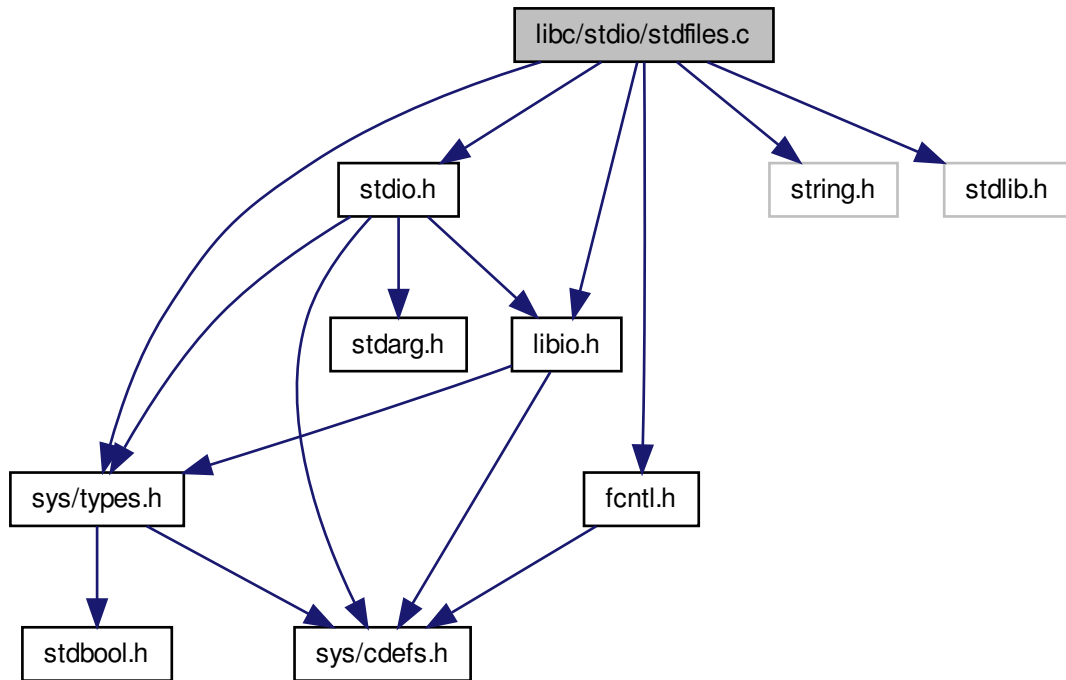 libc/stdio/stdfiles.c
stdio.h
string.h
stdlib.h
stdarg.h
libio.h
sys/types.h
fcntl.h
stdbool.h
sys/cdefs.h